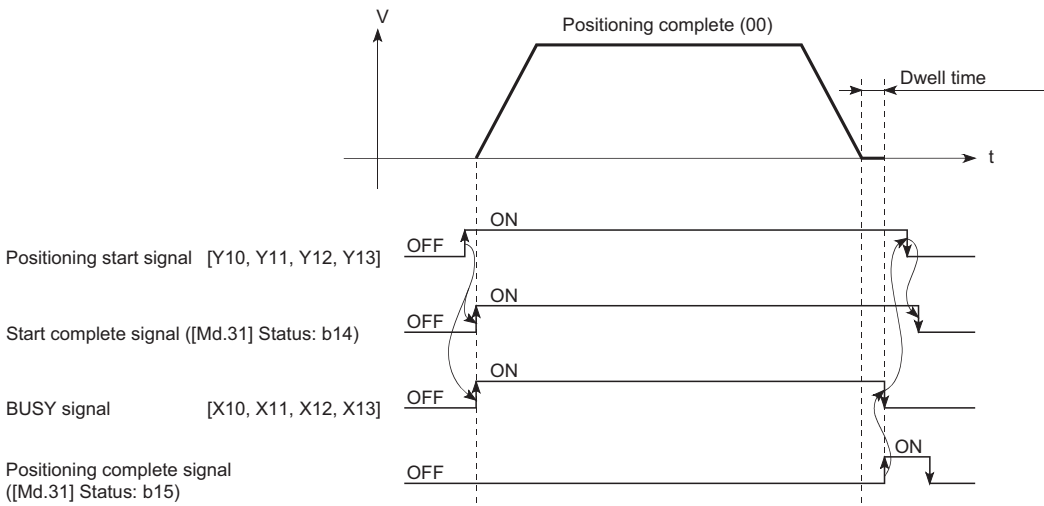 V
Positioning complete (00)
Dwell time
t
ON
OFF
Positioning start signal [Y10, Y11, Y12, Y13]
ON
OFF
Start complete signal ([Md.31] Status: b14)
ON
OFF
BUSY signal [X10, X11, X12, X13]
ON
OFF
Positioning complete signal
([Md.31] Status: b15)